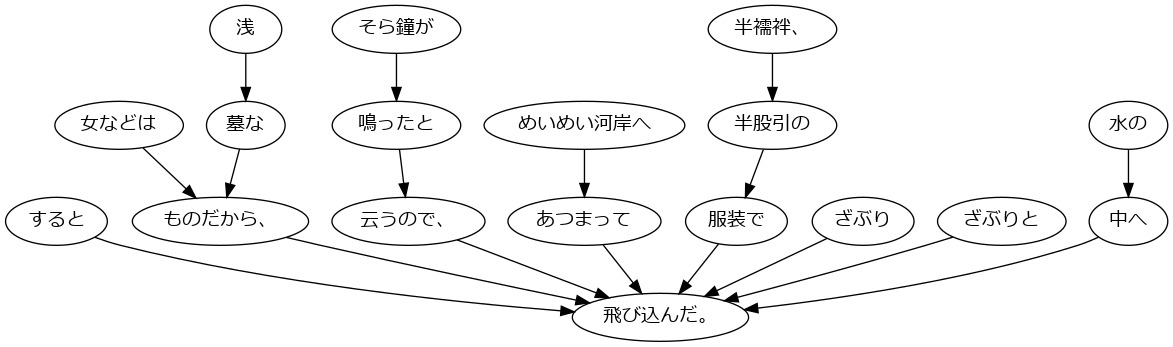 浅
そら鐘が
半襦袢、
女などは
墓な
鳴ったと
めいめい河岸へ
半股引の
水の
すると
ものだから、
云うので、
あつまって
服装で
ざぶり
ざぶりと
中へ
飛び込んだ。